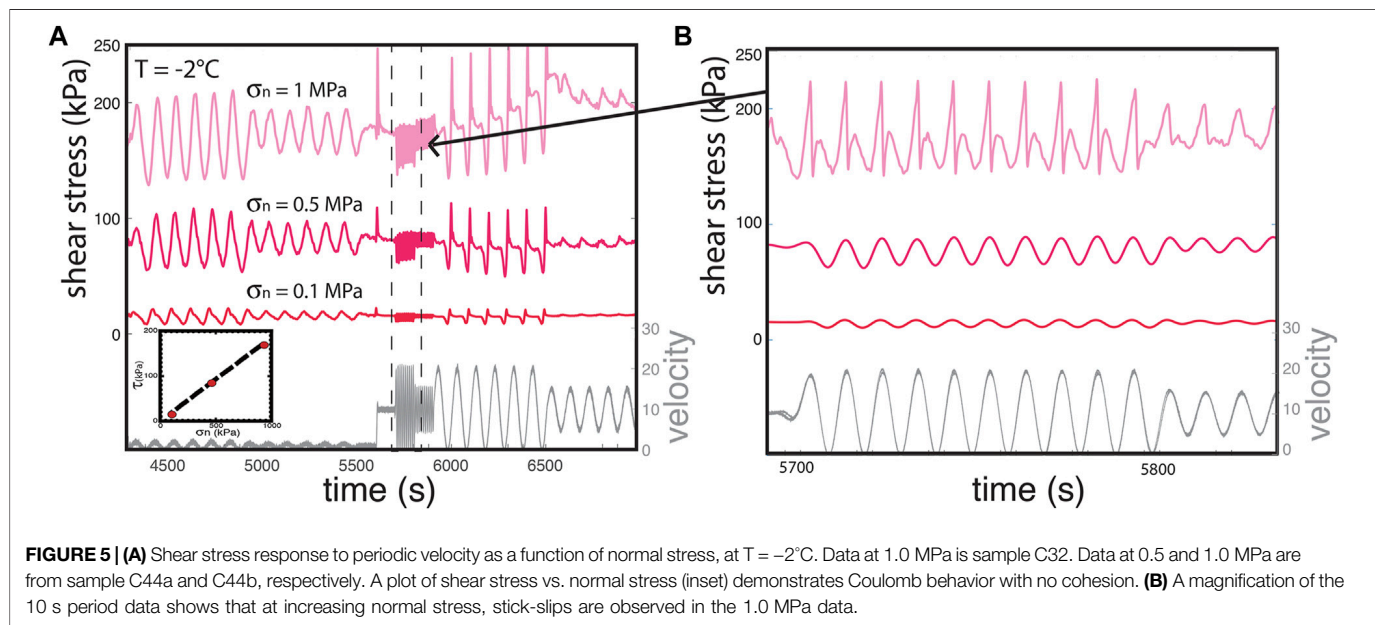 A
250
T = -2°C
σn = 1 MPa
200
shear stress (kPa)
100
σn = 0.5 MPa
σn = 0.1 MPa
0
200
τ(kPa)
100
0
0
500
1000
σn (kPa)
30
20
10
0
velocity
4500
5000
5500
6000
6500
time (s)
B
250
200
shear stress (kPa)
100
0
30
20
10
0
velocity
5700
5800
time (s)
FIGURE 5 | (A) Shear stress response to periodic velocity as a function of normal stress, at T = −2°C. Data at 1.0 MPa is sample C32. Data at 0.5 and 1.0 MPa are
from sample C44a and C44b, respectively. A plot of shear stress vs. normal stress (inset) demonstrates Coulomb behavior with no cohesion. (B) A magnification of the
10 s period data shows that at increasing normal stress, stick-slips are observed in the 1.0 MPa data.